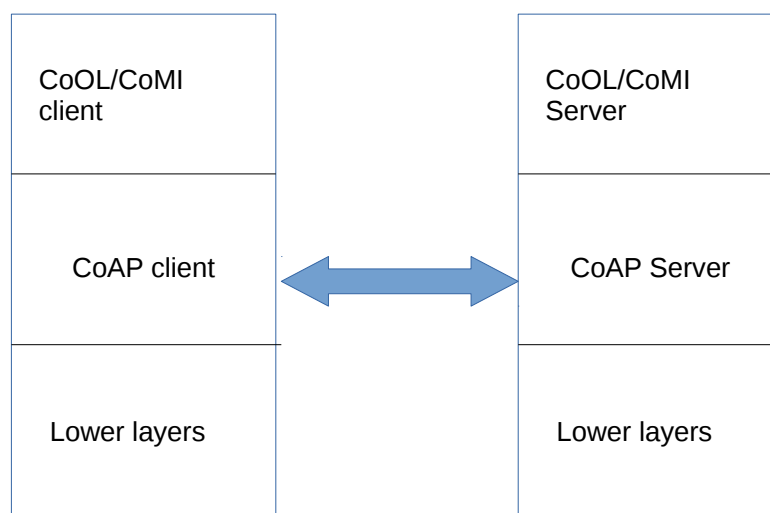 CoOL/CoMI
client
CoOL/CoMI
Server
CoAP client
CoAP Server
Lower layers
Lower layers